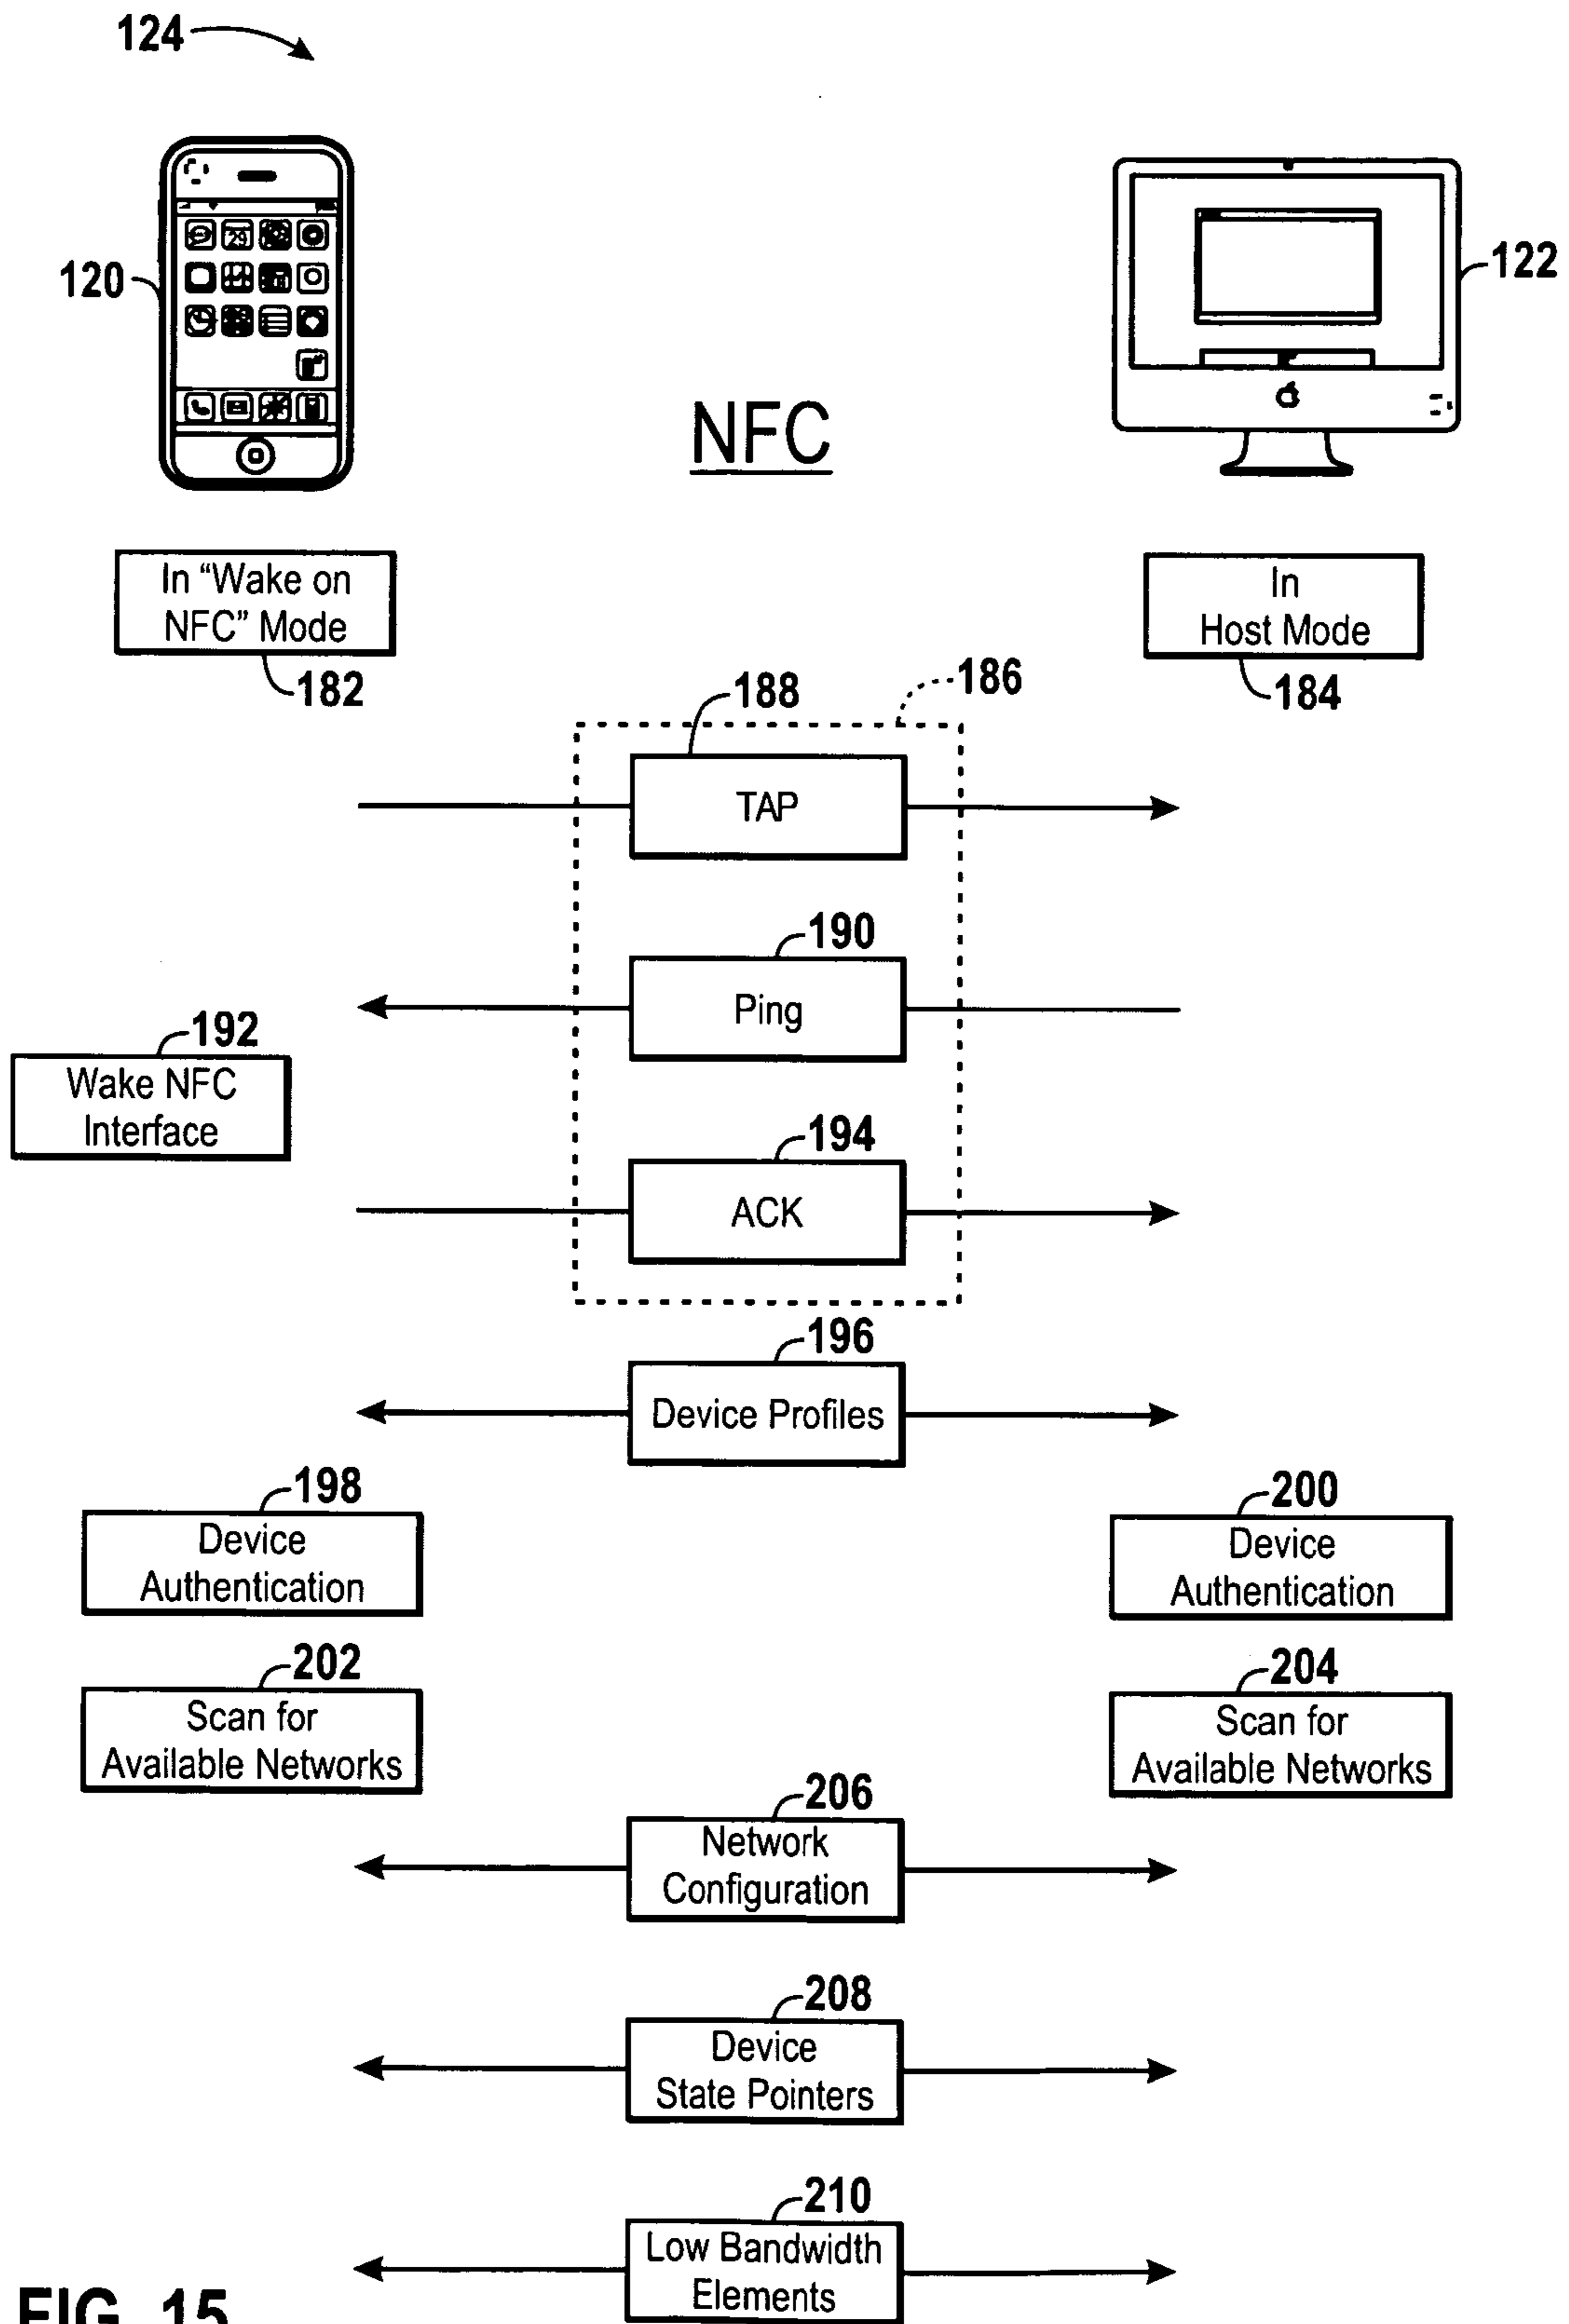 124
120
29
122
NFC
In “Wake on
NFC” Mode
182
In
Host Mode
184
186
188
TAP
190
Ping
192
Wake NFC
Interface
194
ACK
196
Device Profiles
198
Device
Authentication
200
Device
Authentication
202
Scan for
Available Networks
204
Scan for
Available Networks
206
Network
Configuration
208
Device
State Pointers
210
Low Bandwidth
Elements
FIG. 15